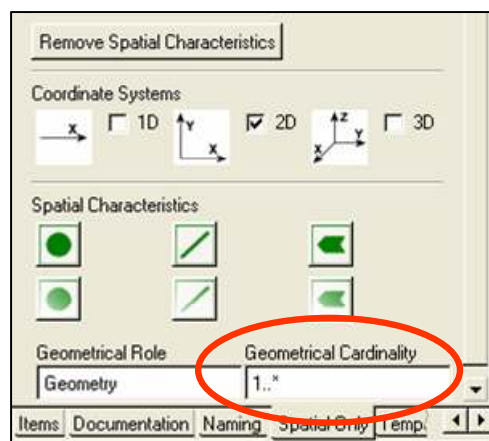 Remove Spatial Characteristics
Coordinate Systems
X 1D Y X 2D Z Y X 3D
Spatial Characteristics
Geometrical Role Geometrical Cardinality
Geometry 1..*
Items Documentation Naming Spatial Only